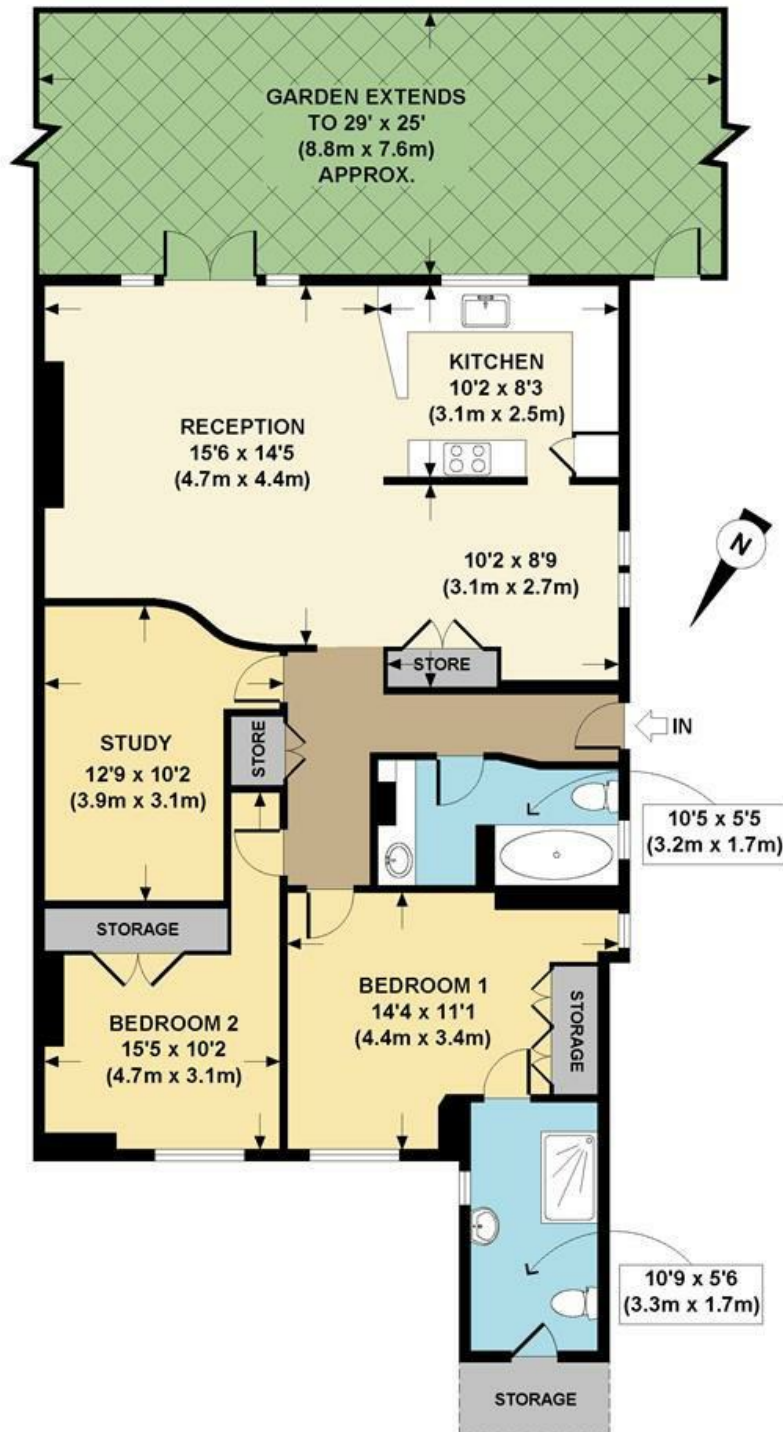 GARDEN EXTENDS
TO 29' x 25'
(8.8m x 7.6m)
APPROX.
KITCHEN
10'2 x 8'3
(3.1m x 2.5m)
RECEPTION
15'6 x 14'5
(4.7m x 4.4m)
N
10'2 x 8'9
(3.1m x 2.7m)
STORE
IN
STUDY
12'9 x 10'2
(3.9m x 3.1m)
STORE
10'5 x 5'5
(3.2m x 1.7m)
STORAGE
BEDROOM 1
14'4 x 11'1
(4.4m x 3.4m)
STORAGE
BEDROOM 2
15'5 x 10'2
(4.7m x 3.1m)
10'9 x 5'6
(3.3m x 1.7m)
STORAGE